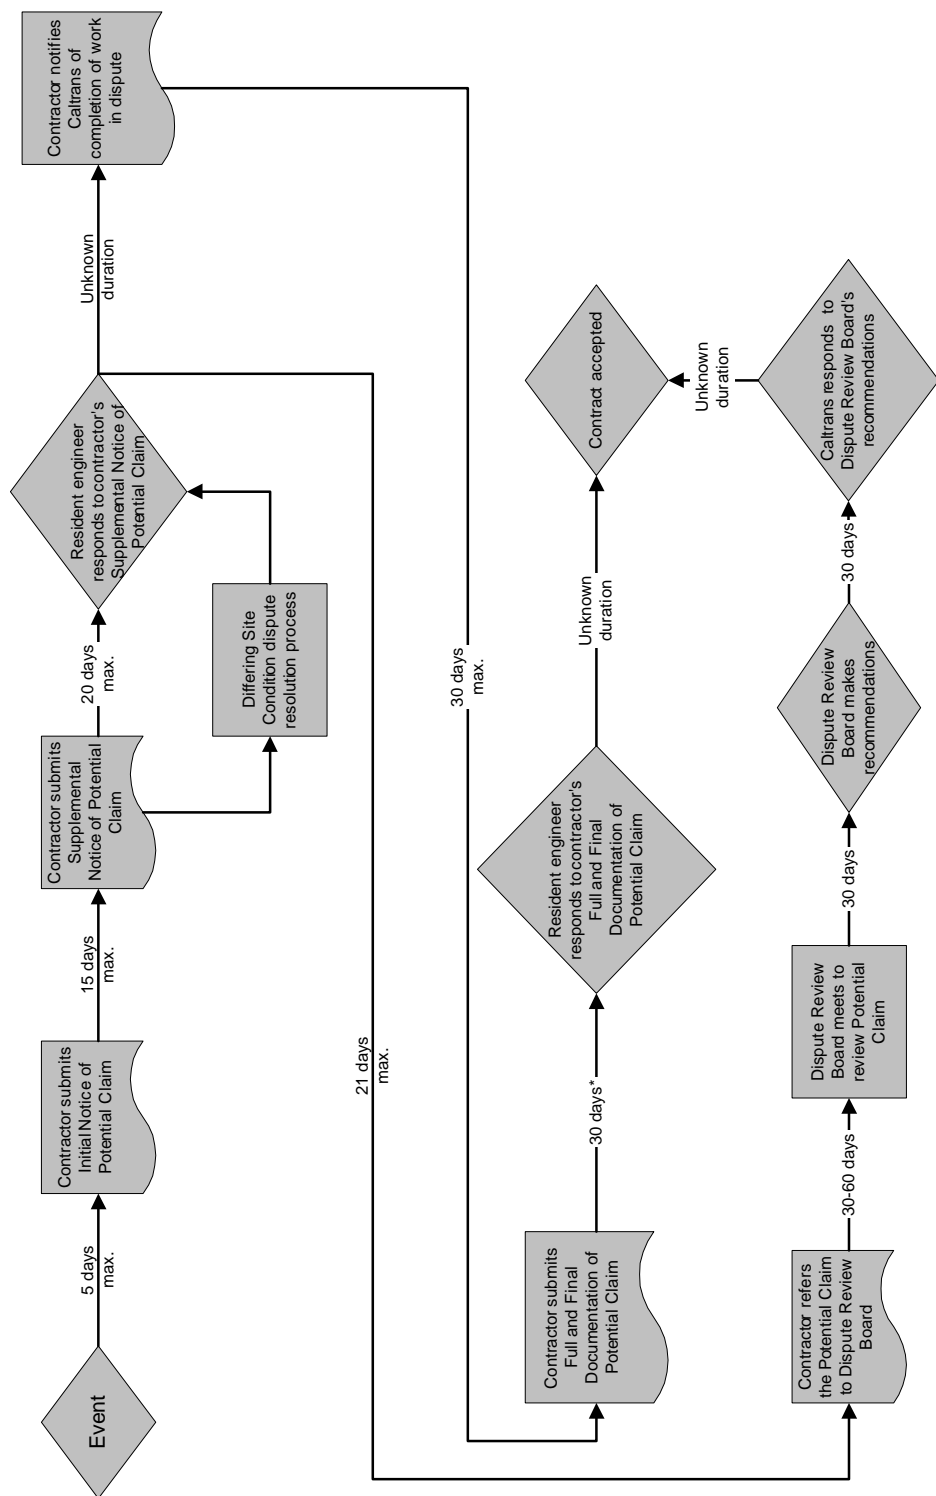 Event
5 days
max.
Contractor submits
Initial Notice of
Potential Claim
15 days
max.
Contractor submits
Supplemental
Notice of Potential
Claim
20 days
max.
Differing Site
Condition dispute
resolution process
Resident engineer
responds to contractor's
Supplemental Notice of
Potential Claim
Unknown
duration
Contractor notifies
Caltrans of
completion of work
in dispute
30 days
max.
21 days
max.
Contractor submits
Full and Final
Documentation of
Potential Claim
30 days*
Resident engineer
responds to contractor's
Full and Final
Documentation of
Potential Claim
Unknown
duration
Contract accepted
Contractor refers
the Potential Claim
to Dispute Review
Board
30-60 days
Dispute Review
Board meets to
review Potential
Claim
30 days
Dispute Review
Board makes
recommendations
30 days
Caltrans responds to
Dispute Review Board's
recommendations
Unknown
duration